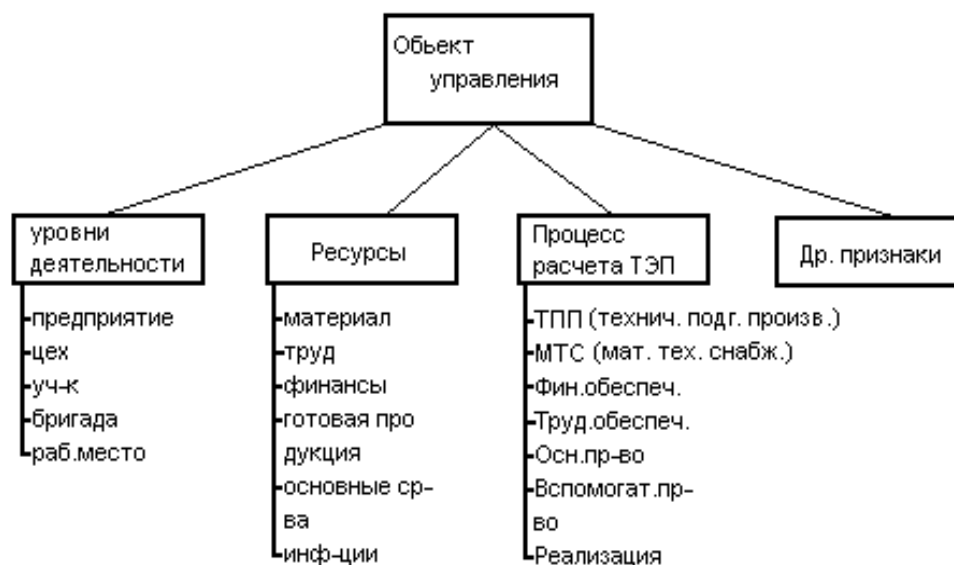 Обьект
управления
уровни
деятельности
предприятие
цех
уч-к
бригада
раб.место
Ресурсы
материал
труд
финансы
готовая про
дукция
основные ср-
ва
инф-ции
Процесс
расчета ТЭП
ТПП (технич. подг. произв.)
МТС (мат. тех. снабж.)
Фин.обеспеч.
Труд.обеспеч.
Осн.пр-во
Вспомогат.пр-
во
Реализация
Др. признаки